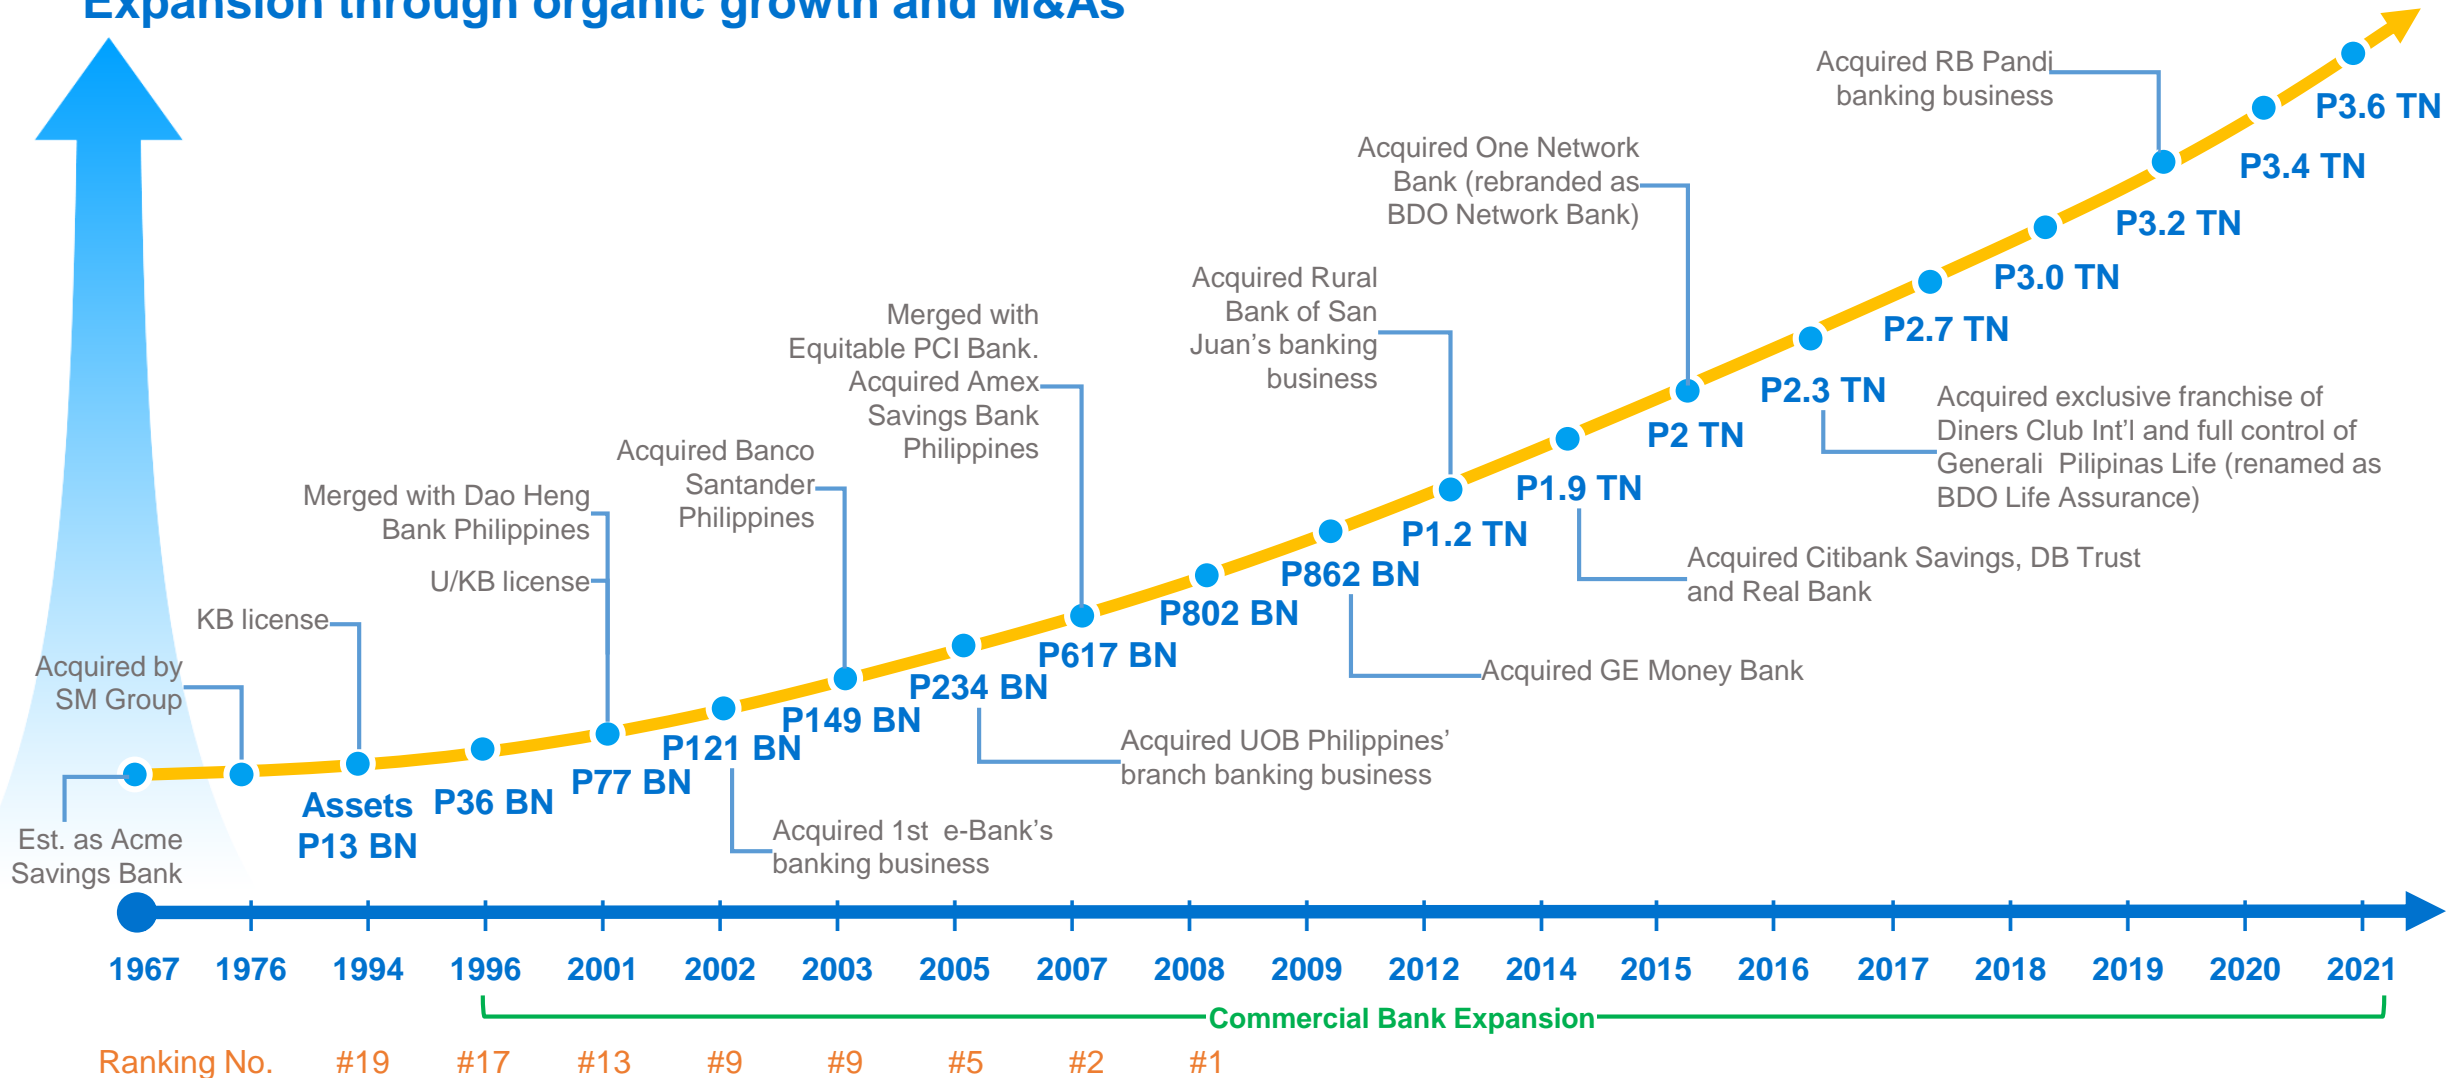 Expansion through organic growth and M&As
Acquired RB Pandi
banking business
P3.6 TN
Acquired One Network
Bank (rebranded as
BDO Network Bank)
P3.4 TN
P3.2 TN
Acquired Rural
Bank of San
Juan’s banking
business
P3.0 TN
Merged with
Equitable PCI Bank.
Acquired Amex
Savings Bank
Philippines
P2.7 TN
P2.3 TN
Acquired exclusive franchise of
Diners Club Int’l and full control of
Generali  Pilipinas Life (renamed as
BDO Life Assurance)
P2 TN
Acquired Banco
Santander
Philippines
P1.9 TN
Merged with Dao Heng
Bank Philippines
U/KB license
P1.2 TN
Acquired Citibank Savings, DB Trust
and Real Bank
P862 BN
KB license
P802 BN
Acquired by
SM Group
P617 BN
Acquired GE Money Bank
P234 BN
P149 BN
P121 BN
Acquired UOB Philippines’
branch banking business
P77 BN
Assets
P13 BN
P36 BN
Est. as Acme
Savings Bank
Acquired 1st  e-Bank’s
banking business
1967 1976 1994 1996 2001 2002 2003 2005 2007 2008 2009 2012 2014 2015 2016 2017 2018 2019 2020 2021
Commercial Bank Expansion
Ranking No. #19 #17 #13 #9 #9 #5 #2 #1